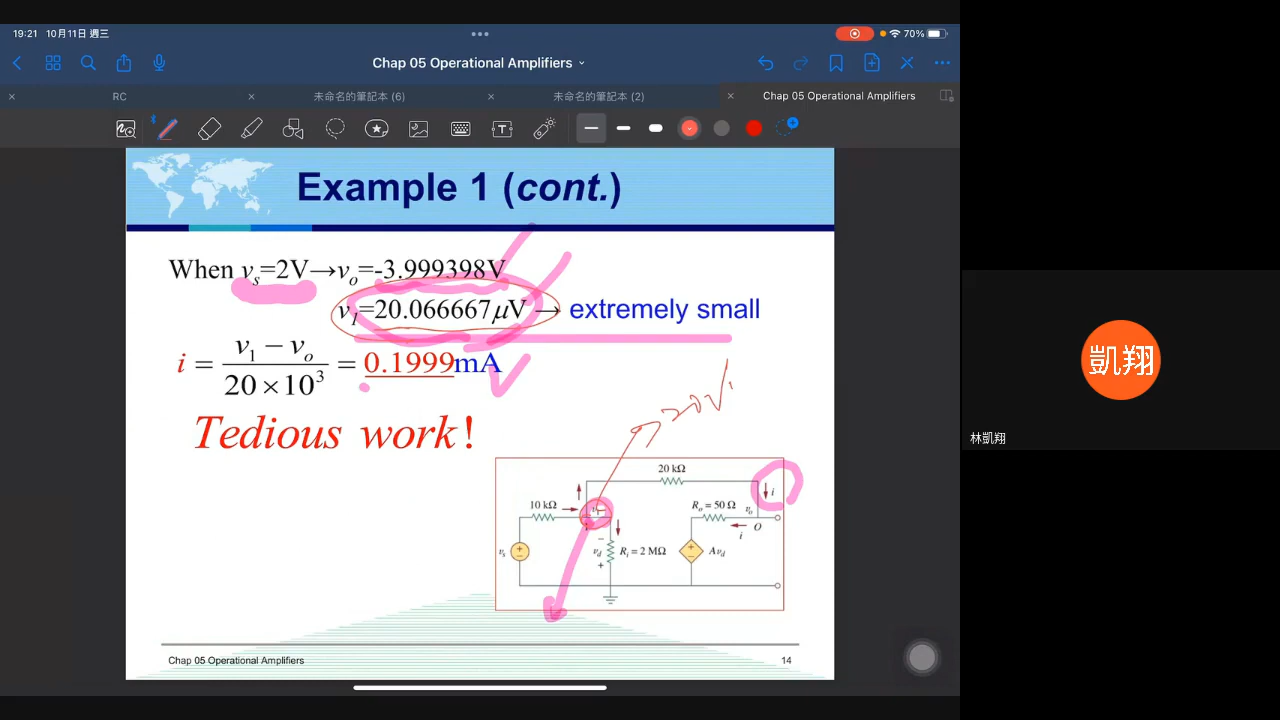 19:21 10月11日 週三
70%
Chap 05 Operational Amplifiers
RC
未命名的筆記本 (6)
未命名的筆記本 (2)
Chap 05 Operational Amplifiers
Example 1 (cont.)
When vs=2V→vo=-3.999398V
v1=20.066667μV → extremely small
i = (v1 − vo) / (20×10³) = 0.1999mA
Tedious work!
20V
20 kΩ
i
10 kΩ
v1
Ro = 50 Ω
vo
O
i
vs
+
−
−
vd
+
Ri = 2 MΩ
+
−
Avd
Chap 05 Operational Amplifiers
14
凱翔
林凱翔